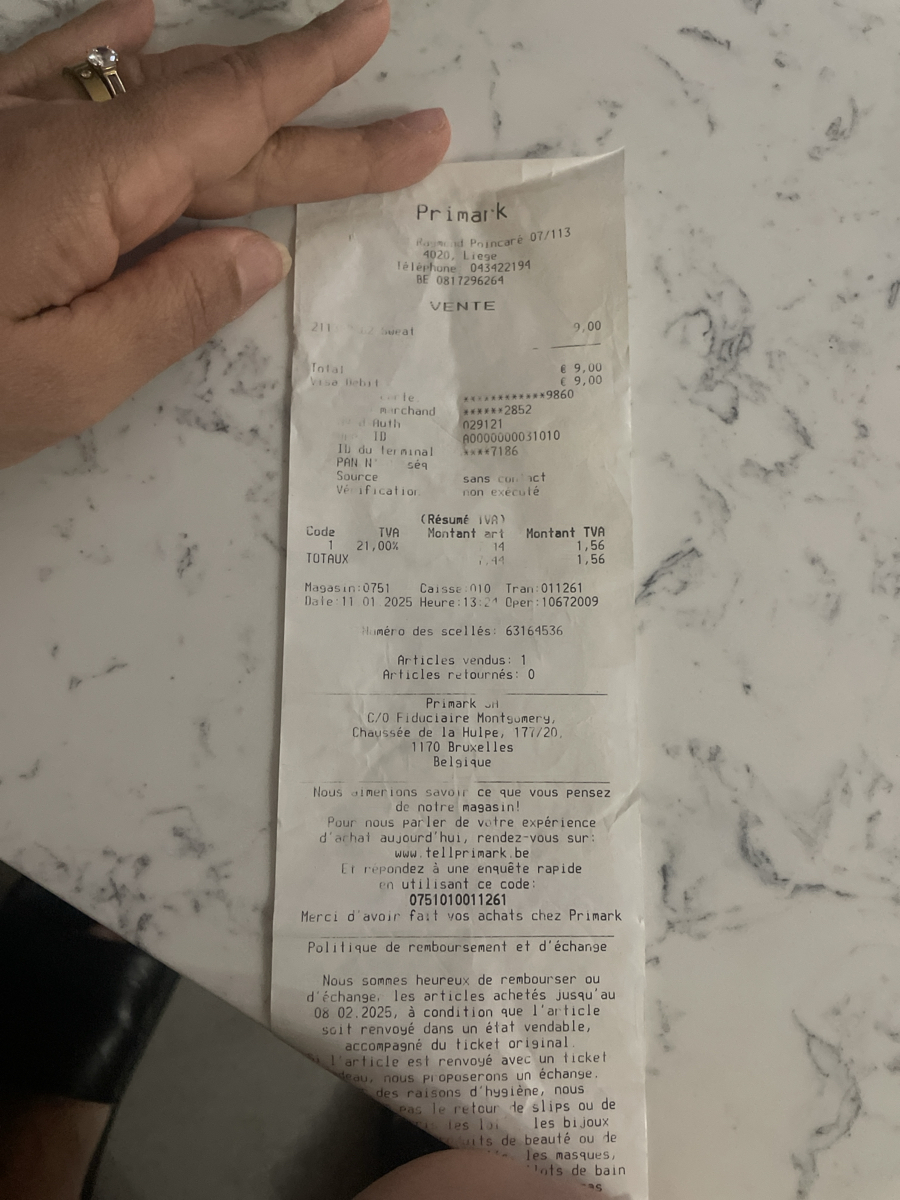 Primark
Poincaré 07/113
4020, Liege
Téléphone 043422194
BE 0817296264
VENTE
9,00
Total € 9,00
Visa Debit € 9,00
************9860
marchand ******2852
Auth 029121
ID A0000000031010
ID du terminal ****7186
PAN N° séq
Source sans contact
Vérification non exécuté
(Résumé TVA)
Code TVA Montant Montant TVA
1 21,00% 1,56
TOTAUX 1,56
Magasin:0751 Caisse:010 Tran:011261
Date:11 01 2025 Oper:10672009
Numéro des scellés: 63164536
Articles vendus: 1
Articles retournés: 0
Primark
C/O Fiduciaire Montgomery,
Chaussée de la Hulpe, 177/20,
1170 Bruxelles
Belgique
Nous aimerions savoir ce que vous pensez
de notre magasin!
Pour nous parler de votre expérience
d'achat aujourd'hui, rendez-vous sur:
www.tellprimark.be
Et répondez à une enquête rapide
en utilisant ce code:
0751010011261
Merci d'avoir fait vos achats chez Primark
Politique de remboursement et d'échange
Nous sommes heureux de rembourser ou
d'échanger les articles achetés jusqu'au
08 02.2025, à condition que l'article
soit renvoyé dans un état vendable,
accompagné du ticket original.
l'article est renvoyé avec un ticket
nous proposerons un échange.
des raisons d'hygiène, nous
pas le retour de slips ou de
les bijoux
de beauté ou de
les masques,
de bain